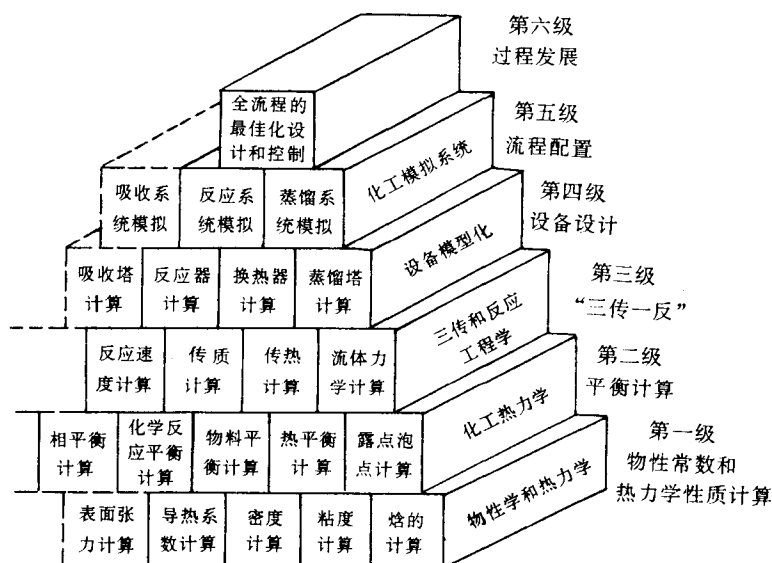 第六级
过程发展
全流程的
最佳化设
计和控制
第五级
流程配置
化工模拟系统
吸收系
统模拟
反应系
统模拟
蒸馏系
统模拟
第四级
设备设计
设备模型化
吸收塔
计算
反应器
计算
换热器
计算
蒸馏塔
计算
第三级
“三传一反”
三传和反应
工程学
反应速
度计算
传质
计算
传热
计算
流体力
学计算
第二级
平衡计算
化工热力学
相平衡
计算
化学反
应平衡
计算
物料平
衡计算
热平衡
计算
露点泡
点计算
第一级
物性常数和
热力学性质计算
物性学和热力学
表面张
力计算
导热系
数计算
密度
计算
粘度
计算
焓的
计算